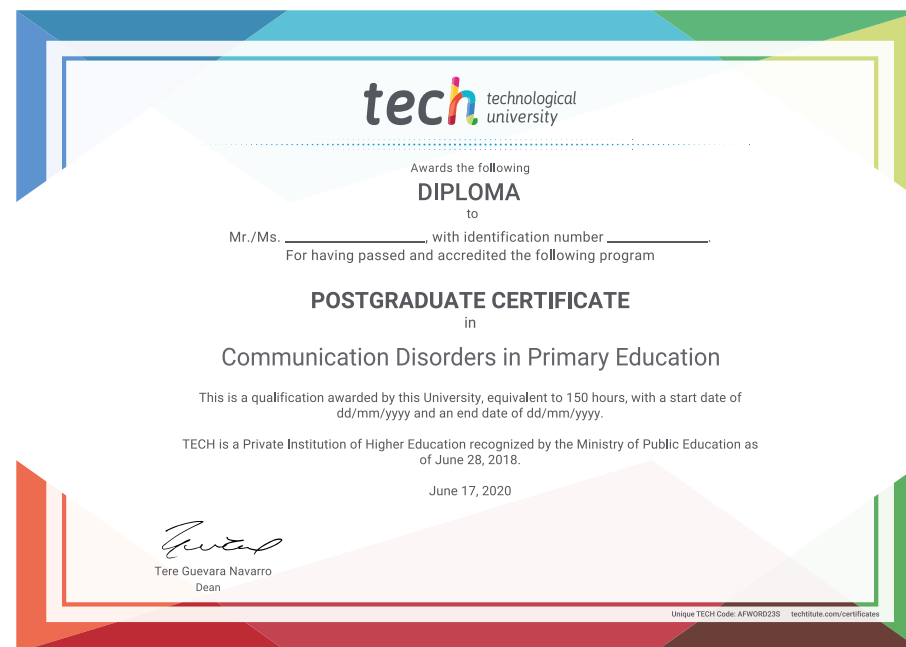 tech technological
university
Awards the following
DIPLOMA
to
Mr./Ms. ____________________, with identification number ______________.
For having passed and accredited the following program
POSTGRADUATE CERTIFICATE
in
Communication Disorders in Primary Education
This is a qualification awarded by this University, equivalent to 150 hours, with a start date of
dd/mm/yyyy and an end date of dd/mm/yyyy.
TECH is a Private Institution of Higher Education recognized by the Ministry of Public Education as
of June 28, 2018.
June 17, 2020
Tere Guevara Navarro
Dean
Unique TECH Code: AFWORD23S techtitute.com/certificates